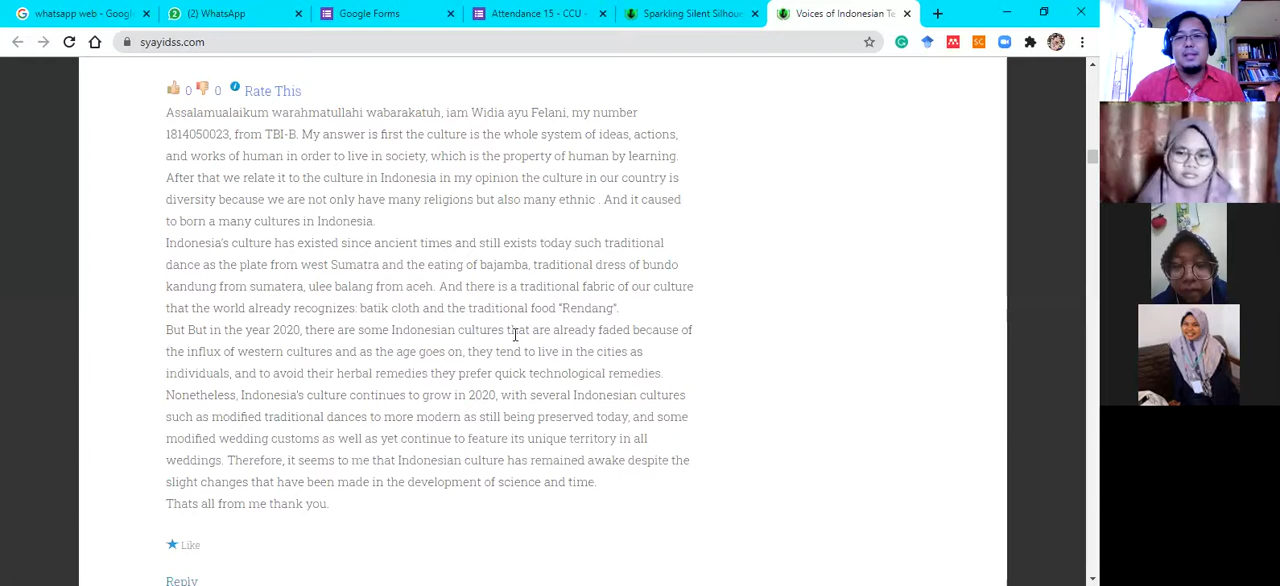 whatsapp web - Googl
(2) WhatsApp
Google Forms
Attendance 15 - CCU -
Sparkling Silent Silhoue
Voices of Indonesian Te
syayidss.com
0 0 Rate This
Assalamualaikum warahmatullahi wabarakatuh, iam Widia ayu Felani, my number
1814050023, from TBI-B. My answer is first the culture is the whole system of ideas, actions,
and works of human in order to live in society, which is the property of human by learning.
After that we relate it to the culture in Indonesia in my opinion the culture in our country is
diversity because we are not only have many religions but also many ethnic . And it caused
to born a many cultures in Indonesia.
Indonesia's culture has existed since ancient times and still exists today such traditional
dance as the plate from west Sumatra and the eating of bajamba, traditional dress of bundo
kandung from sumatera, ulee balang from aceh. And there is a traditional fabric of our culture
that the world already recognizes: batik cloth and the traditional food "Rendang".
But But in the year 2020, there are some Indonesian cultures that are already faded because of
the influx of western cultures and as the age goes on, they tend to live in the cities as
individuals, and to avoid their herbal remedies they prefer quick technological remedies.
Nonetheless, Indonesia's culture continues to grow in 2020, with several Indonesian cultures
such as modified traditional dances to more modern as still being preserved today, and some
modified wedding customs as well as yet continue to feature its unique territory in all
weddings. Therefore, it seems to me that Indonesian culture has remained awake despite the
slight changes that have been made in the development of science and time.
Thats all from me thank you.
Like
Reply